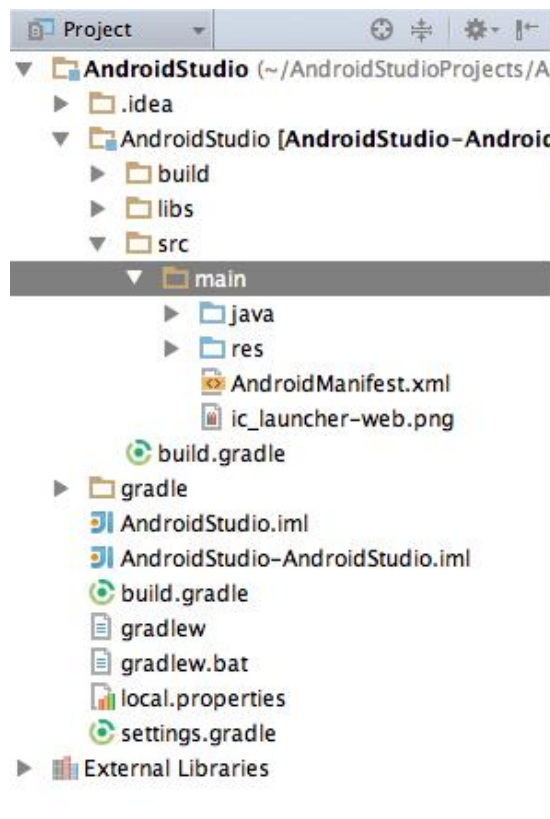 Project
AndroidStudio (~/AndroidStudioProjects/A
.idea
AndroidStudio [AndroidStudio-Android
build
libs
src
main
java
res
AndroidManifest.xml
ic_launcher-web.png
build.gradle
gradle
AndroidStudio.iml
AndroidStudio-AndroidStudio.iml
build.gradle
gradlew
gradlew.bat
local.properties
settings.gradle
External Libraries